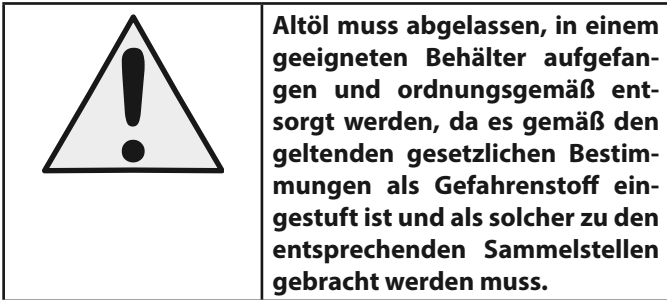 Altöl muss abgelassen, in einem
geeigneten Behälter aufgefan-
gen und ordnungsgemäß ent-
sorgt werden, da es gemäß den
geltenden gesetzlichen Bestim-
mungen als Gefahrenstoff ein-
gestuft ist und als solcher zu den
entsprechenden Sammelstellen
gebracht werden muss.